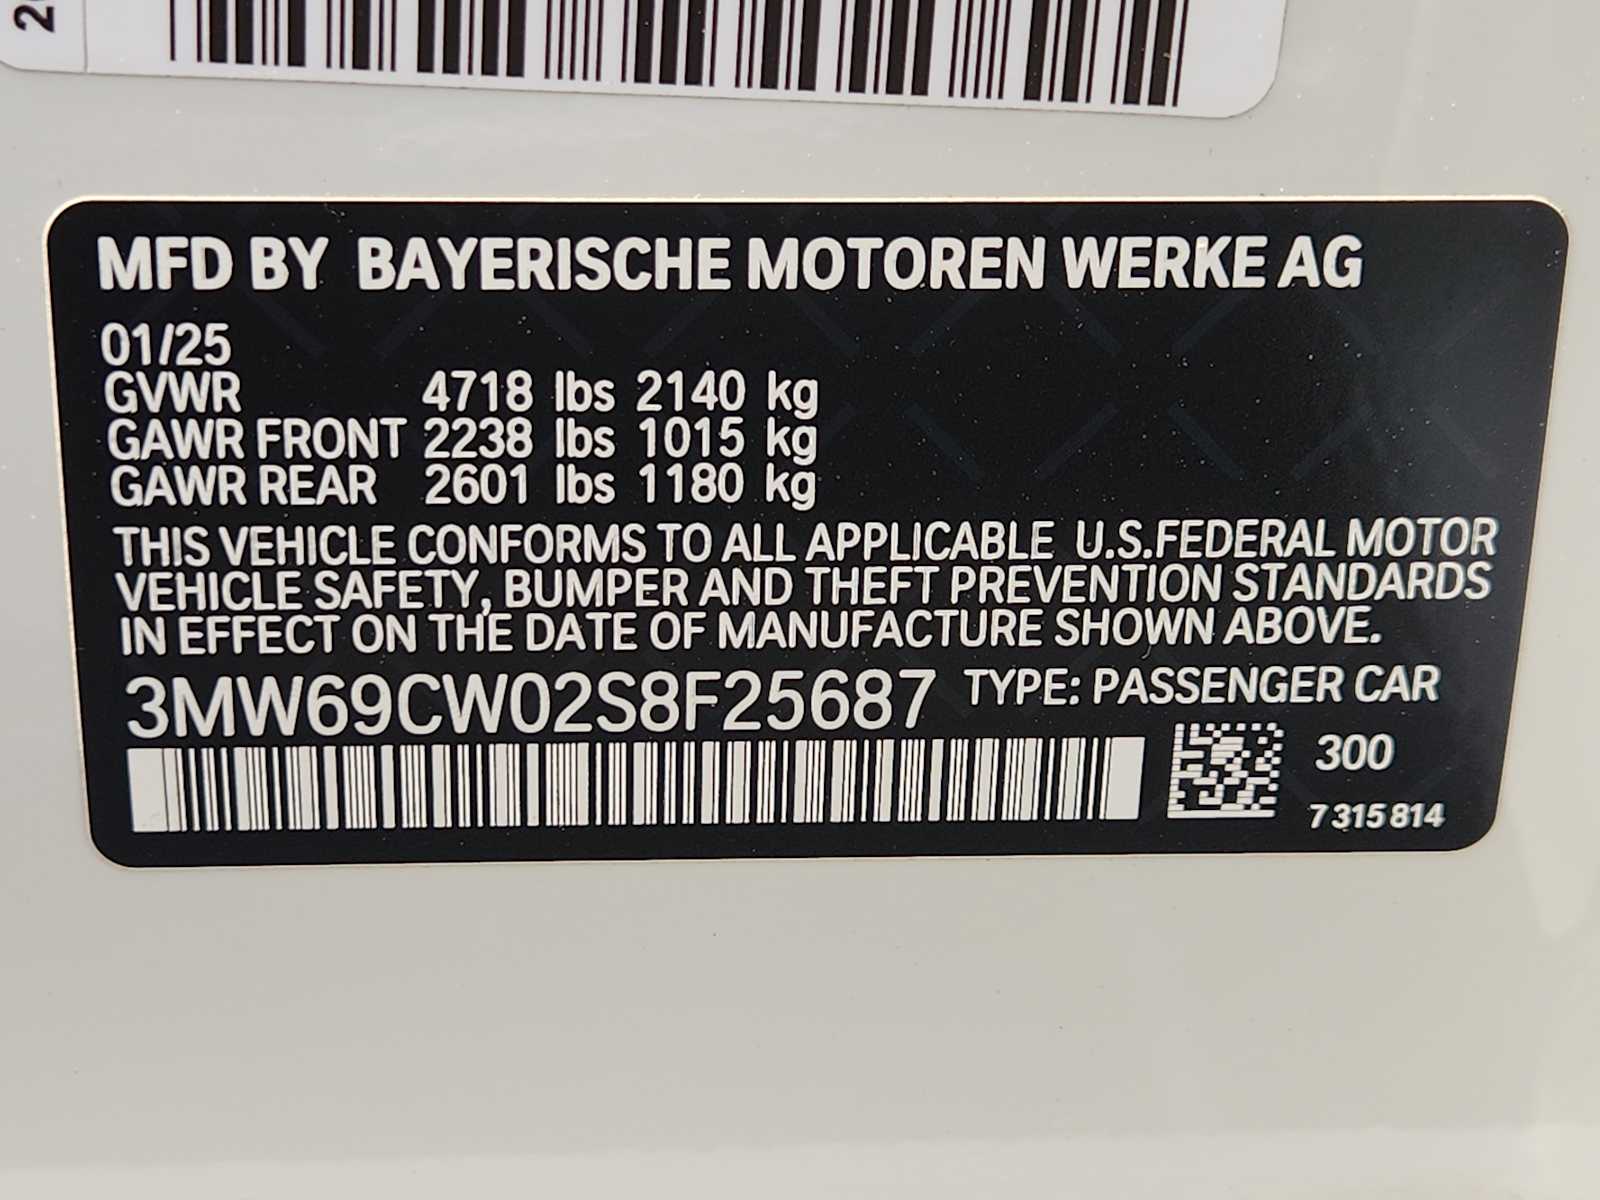 MFD BY BAYERISCHE MOTOREN WERKE AG
01/25
GVWR 4718 lbs 2140 kg
GAWR FRONT 2238 lbs 1015 kg
GAWR REAR 2601 lbs 1180 kg
THIS VEHICLE CONFORMS TO ALL APPLICABLE U.S.FEDERAL MOTOR
VEHICLE SAFETY, BUMPER AND THEFT PREVENTION STANDARDS
IN EFFECT ON THE DATE OF MANUFACTURE SHOWN ABOVE.
3MW69CW02S8F25687 TYPE: PASSENGER CAR
300
7 315 814